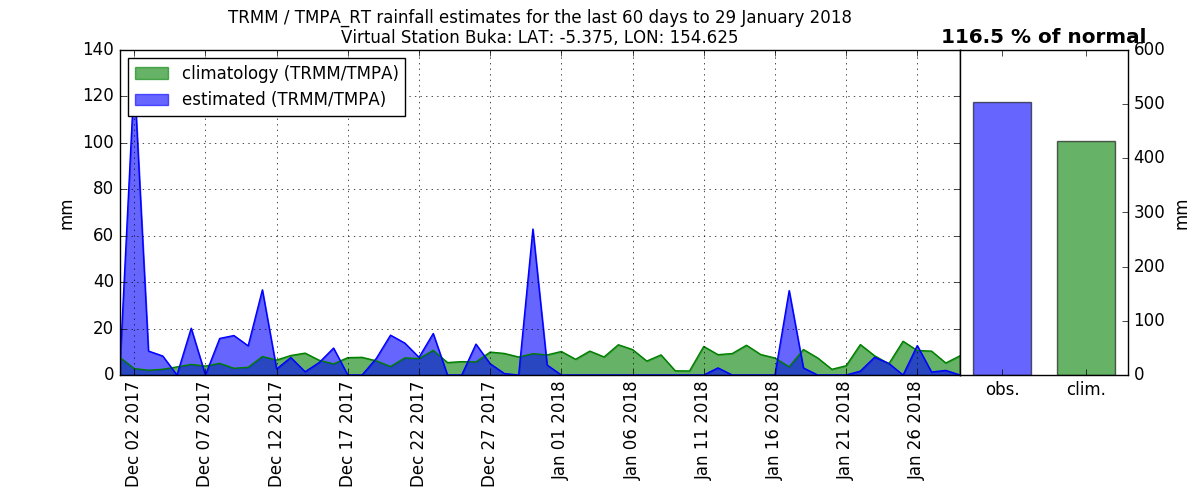 TRMM / TMPA_RT rainfall estimates for the last 60 days to 29 January 2018
Virtual Station Buka: LAT: -5.375, LON: 154.625
116.5 % of normal
climatology (TRMM/TMPA)
estimated (TRMM/TMPA)
140
120
100
80
60
40
20
0
mm
Dec 02 2017
Dec 07 2017
Dec 12 2017
Dec 17 2017
Dec 22 2017
Dec 27 2017
Jan 01 2018
Jan 06 2018
Jan 11 2018
Jan 16 2018
Jan 21 2018
Jan 26 2018
600
500
400
300
200
100
0
mm
obs.
clim.